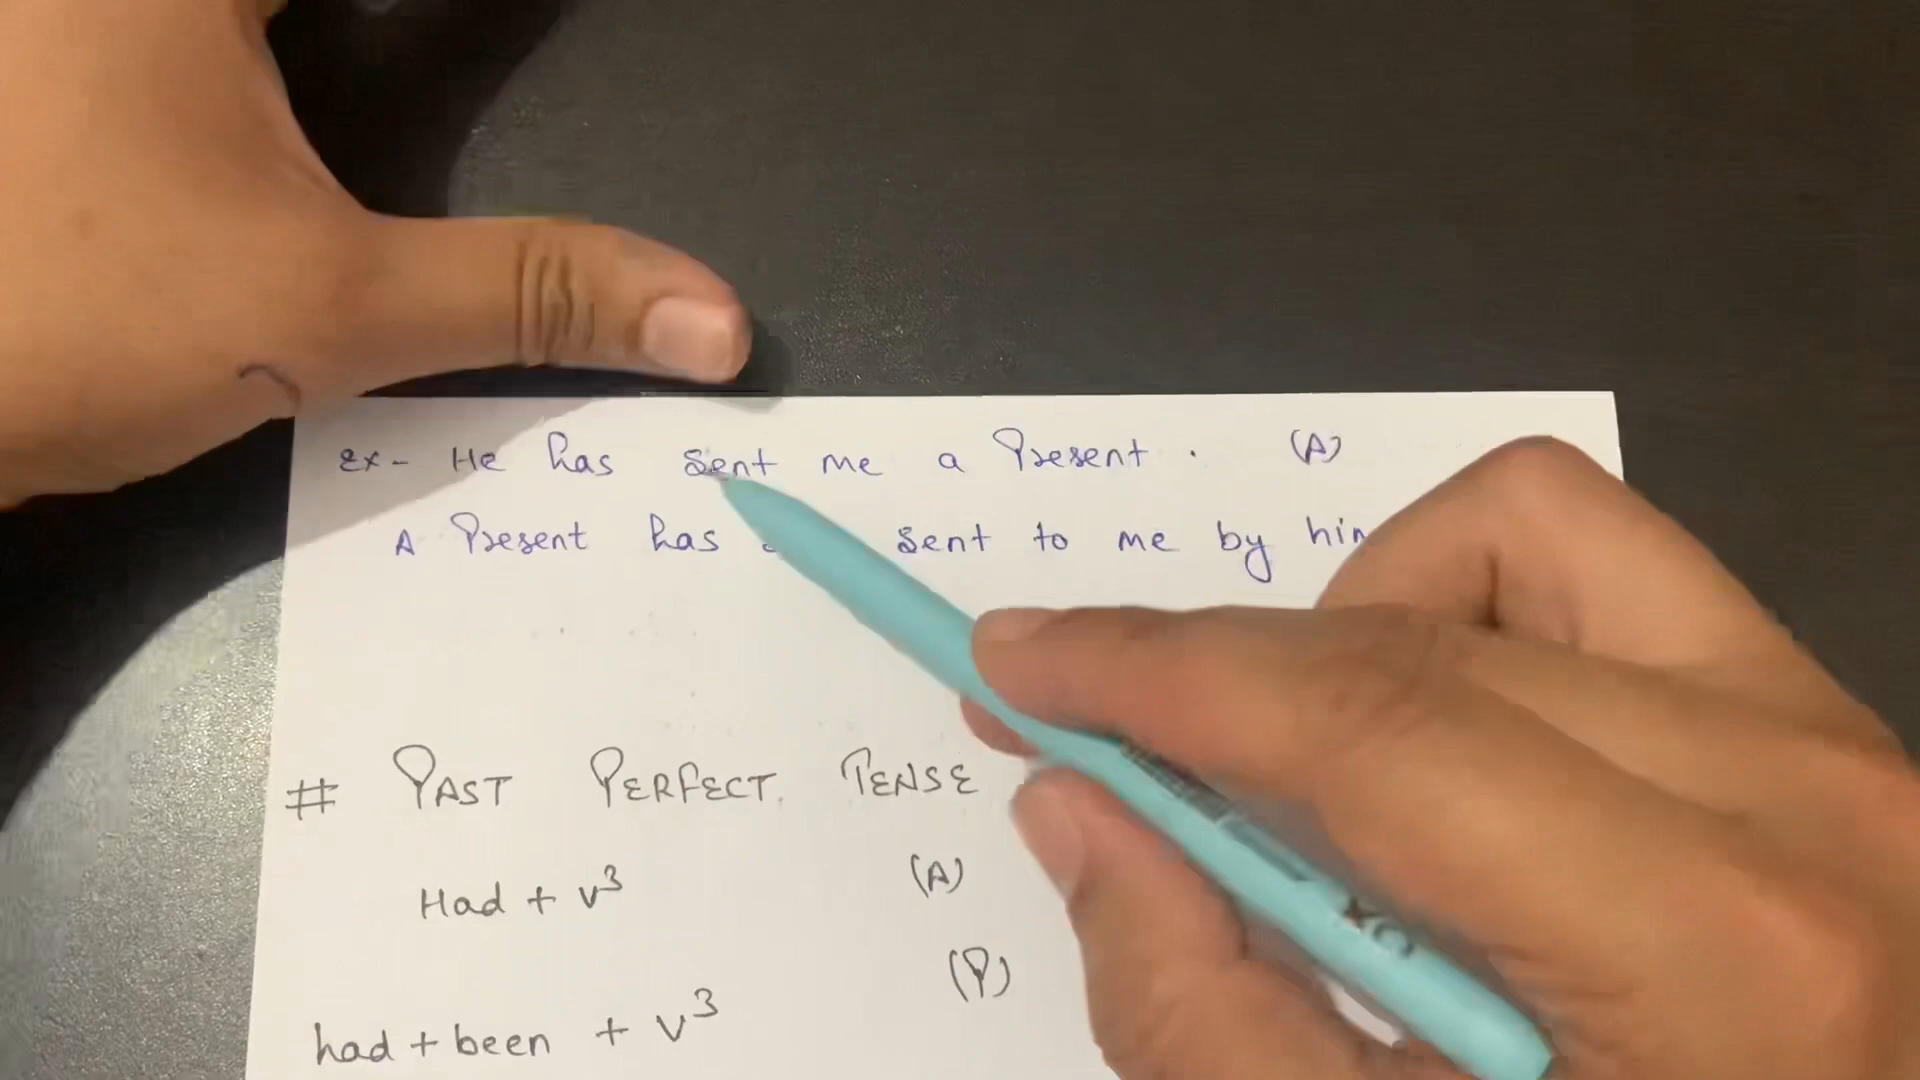 Ex - He has sent me a Present . (A)
A Present has sent to me by
# PAST PERFECT TENSE
Had + v³ (A)
(P)
had + been + v³